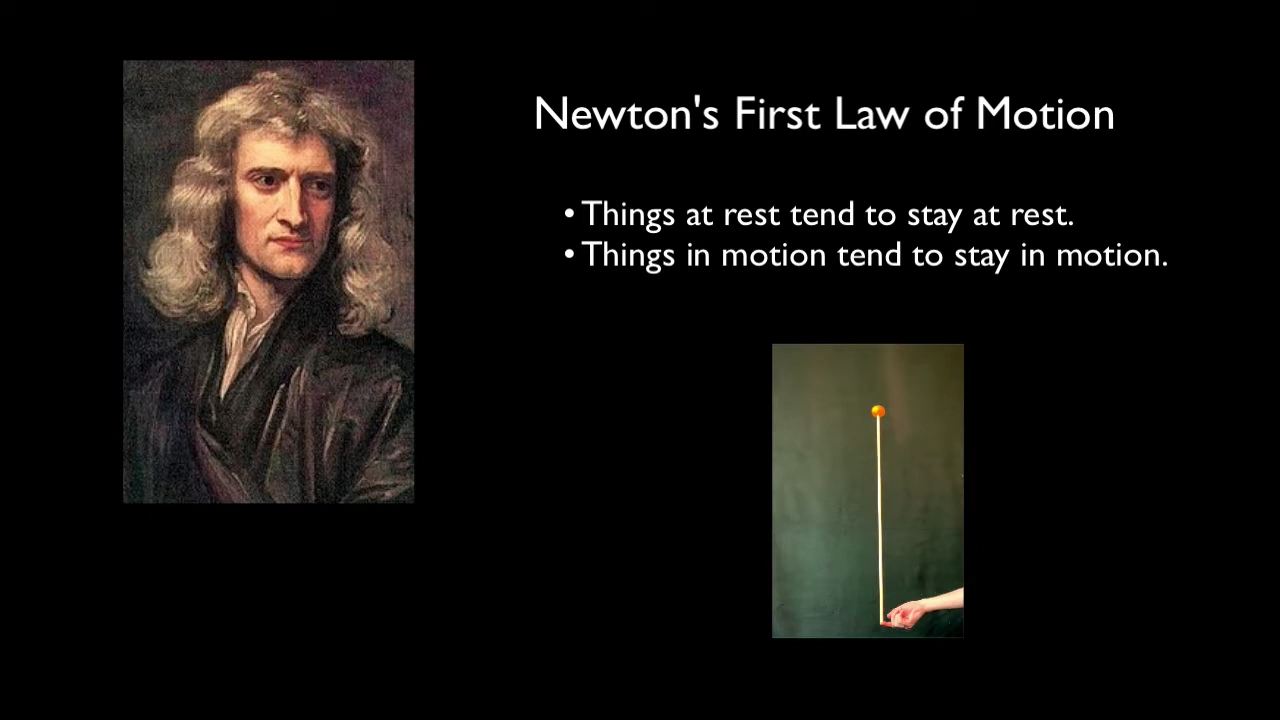 Newton's First Law of Motion
• Things at rest tend to stay at rest.
• Things in motion tend to stay in motion.